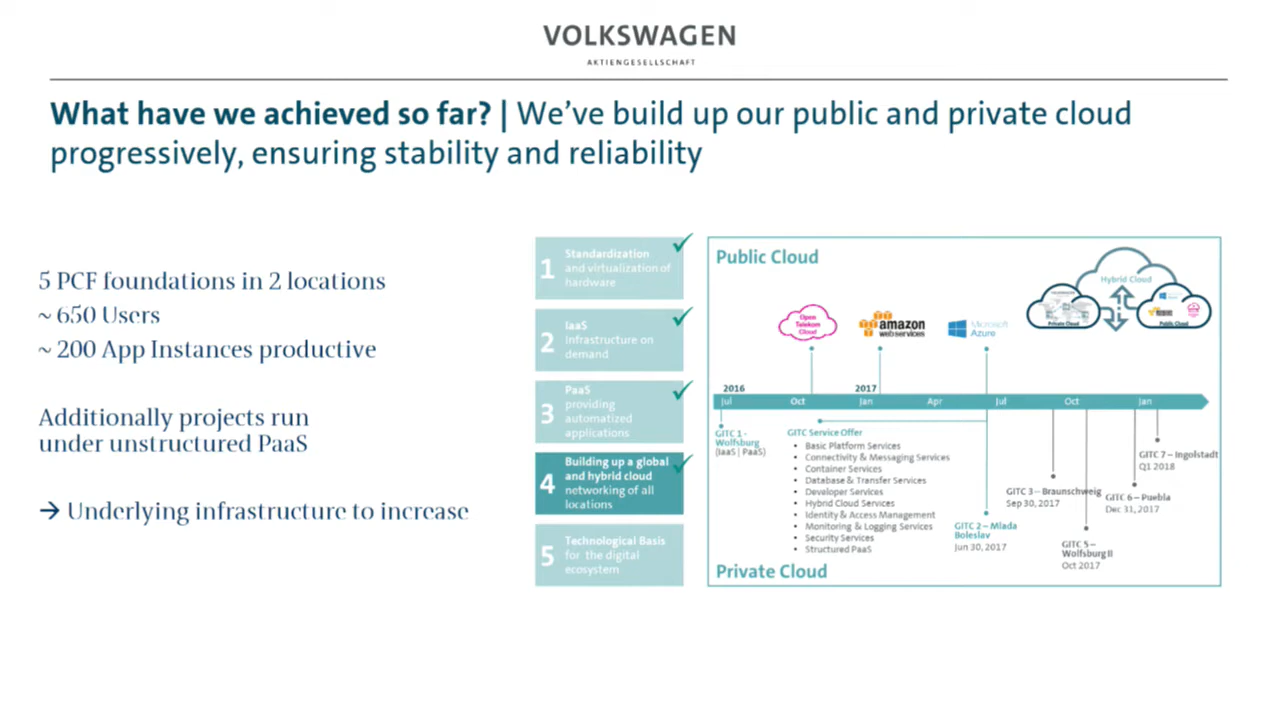 VOLKSWAGEN
AKTIENGESELLSCHAFT
What have we achieved so far? | We've build up our public and private cloud
progressively, ensuring stability and reliability
5 PCF foundations in 2 locations
~ 650 Users
~ 200 App Instances productive
Additionally projects run
under unstructured PaaS
→ Underlying infrastructure to increase
1
Standardization
and virtualization of
hardware
2
IaaS
Infrastructure on
demand
3
PaaS
providing
automatized
applications
4
Building up a global
and hybrid cloud
networking of all
locations
5
Technological Basis
for the digital
ecosystem
Public Cloud
Hybrid Cloud
Private Cloud
Public Cloud
Open
Telekom
Cloud
amazon
webservices
Microsoft
Azure
2016
2017
Jul
Oct
Jan
Apr
Jul
Oct
Jan
GITC 1 -
Wolfsburg
(IaaS | PaaS)
GITC Service Offer
• Basic Platform Services
• Connectivity & Messaging Services
• Container Services
• Database & Transfer Services
• Developer Services
• Hybrid Cloud Services
• Identity & Access Management
• Monitoring & Logging Services
• Security Services
• Structured PaaS
GITC 2 – Mlada
Boleslav
Jun 30, 2017
GITC 3 – Braunschweig
Sep 30, 2017
GITC 5 –
Wolfsburg II
Oct 2017
GITC 6 – Puebla
Dec 31, 2017
GITC 7 – Ingolstadt
Q1 2018
Private Cloud